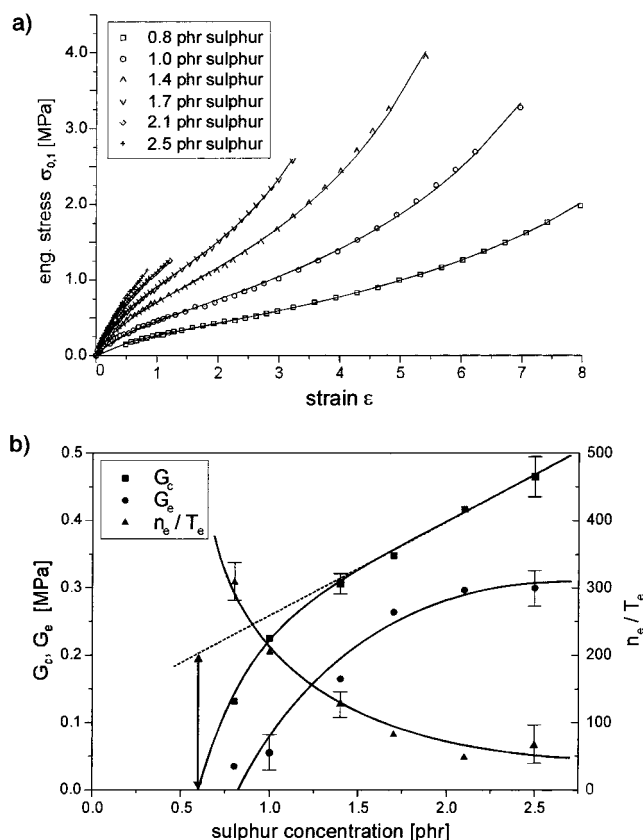 a)
0.8 phr sulphur
1.0 phr sulphur
1.4 phr sulphur
1.7 phr sulphur
2.1 phr sulphur
2.5 phr sulphur
eng. stress σ0,1 [MPa]
4.0
3.0
2.0
1.0
0.0
0 1 2 3 4 5 6 7 8
strain ε
b)
Gc
Ge
ne / Te
Gc, Ge [MPa]
0.5
0.4
0.3
0.2
0.1
0.0
500
400
300
200
100
0
ne / Te
0.0 0.5 1.0 1.5 2.0 2.5
sulphur concentration [phr]